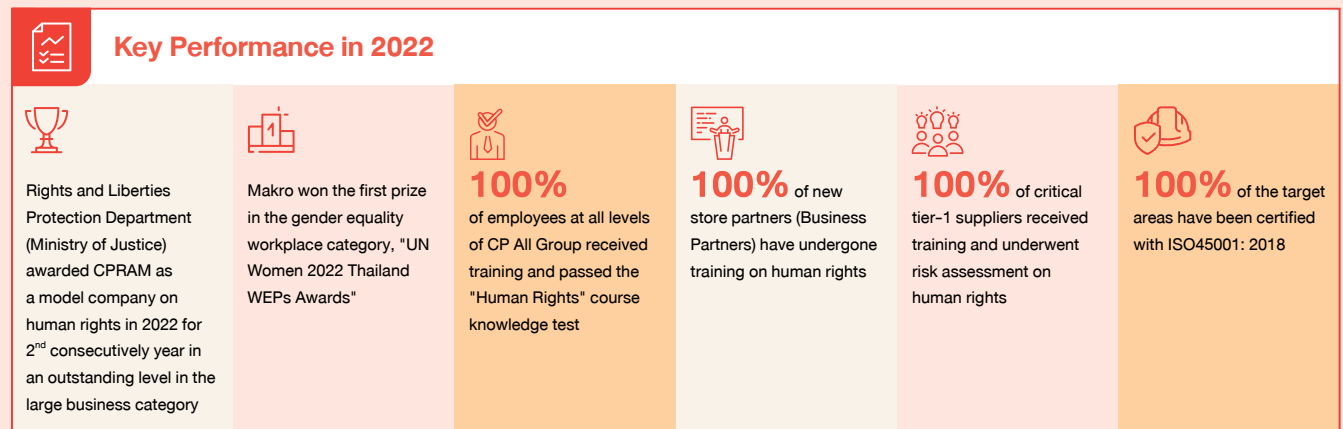 Key Performance in 2022
Rights and Liberties
Protection Department
(Ministry of Justice)
awarded CPRAM as
a model company on
human rights in 2022 for
2nd consecutively year in
an outstanding level in the
large business category
1
Makro won the first prize
in the gender equality
workplace category, "UN
Women 2022 Thailand
WEPs Awards"
100%
of employees at all levels
of CP All Group received
training and passed the
"Human Rights" course
knowledge test
100% of new
store partners (Business
Partners) have undergone
training on human rights
100% of critical
tier-1 suppliers received
training and underwent
risk assessment on
human rights
100% of the target
areas have been certified
with ISO45001: 2018